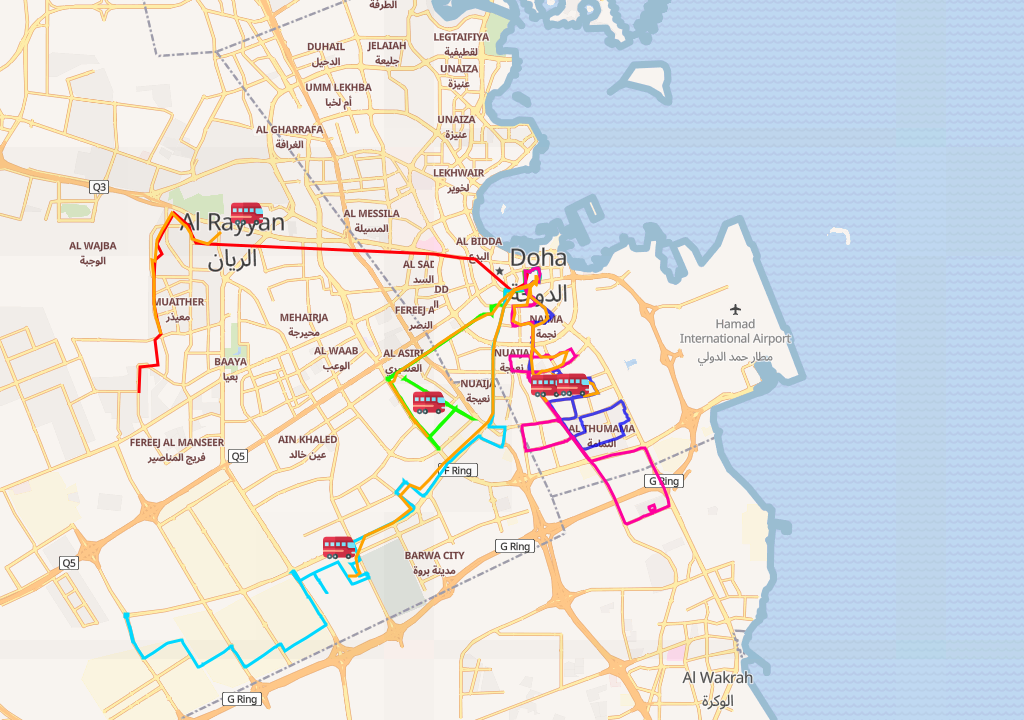 الطرفة
LEGTAIFIYA
لقطيفية
DUHAIL
الدحيل
JELAIAH
جليعة
UNAIZA
عنيزة
UMM LEKHBA
أم لخبا
UNAIZA
عنيزة
AL GHARRAFA
الغرافة
LEKHWAIR
لخوير
Q3
AL MESSILA
المسيلة
Al Rayyan
الريان
AL WAJBA
الوجبة
AL BIDDA
البدع
Doha
الدوحة
AL SAD
السد
DD
MUAITHER
معيذر
FEREEJ A
النصر
MEHAIRJA
محيرجة
NAJMA
نجمة
Hamad
International Airport
مطار حمد الدولي
BAAYA
بعيا
AL WAAB
الوعب
AL ASIRI
العسيري
NUAIJA
نعيجة
NUAIJA
نعيجة
AL THUMAMA
الثمامة
FEREEJ AL MANSEER
فريج المناصير
AIN KHALED
عين خالد
Q5
F Ring
G Ring
G Ring
BARWA CITY
مدينة بروة
Q5
G Ring
Al Wakrah
الوكرة